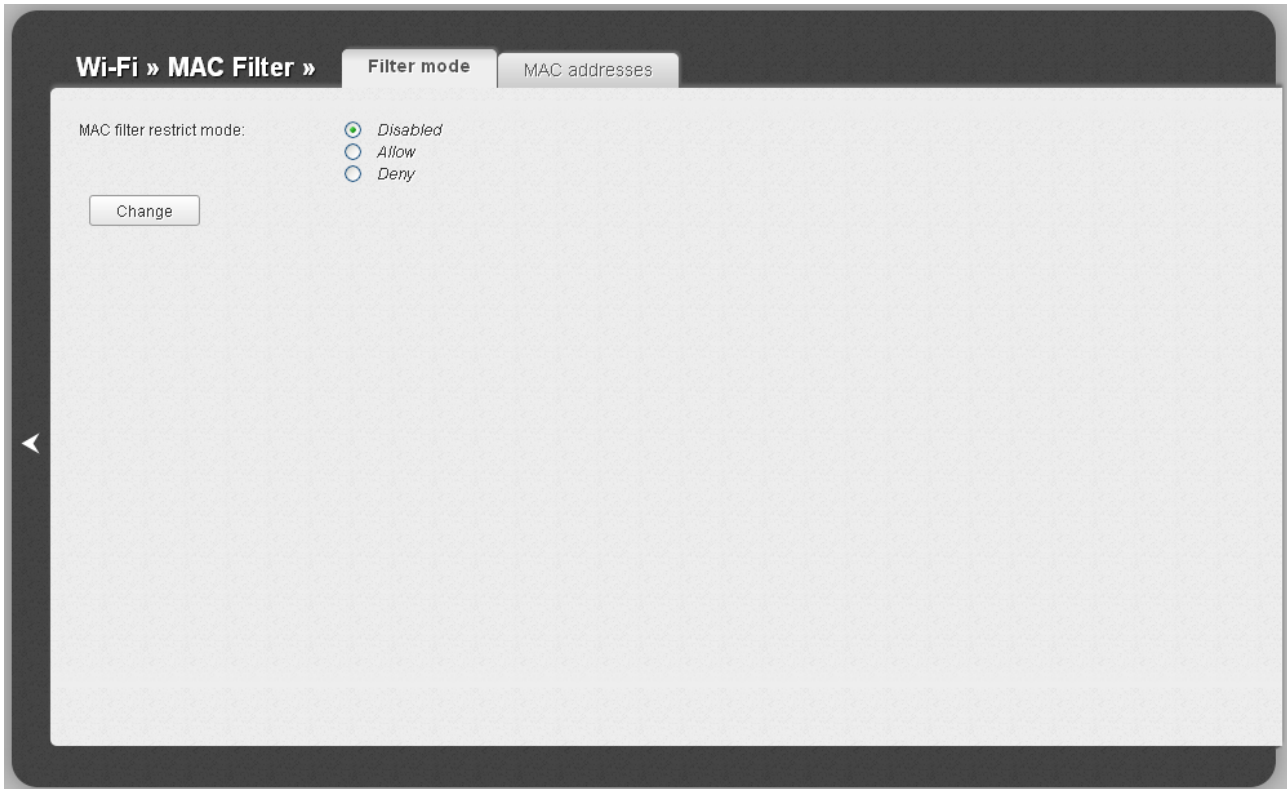 Wi-Fi » MAC Filter » Filter mode MAC addresses
MAC filter restrict mode: Disabled
Allow
Deny
Change